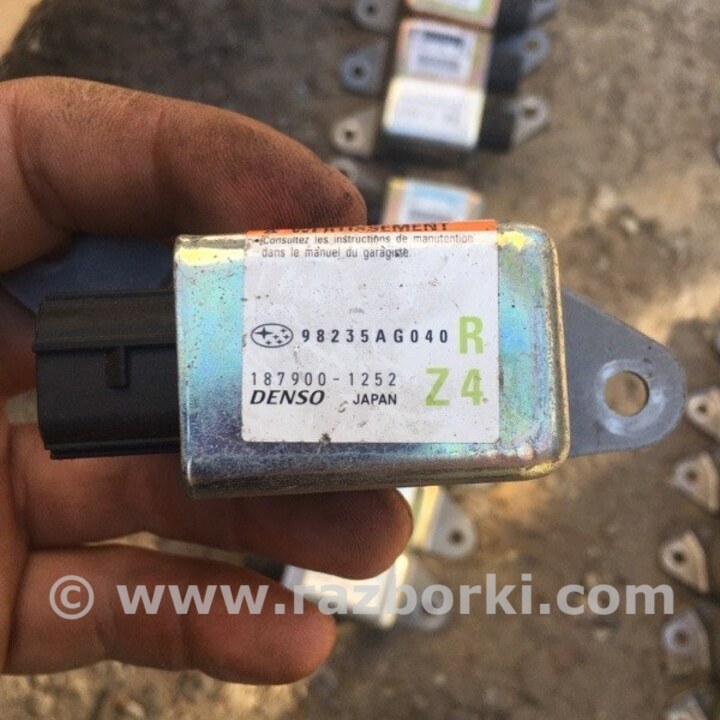 AVERTISSEMENT
Consultez les instructions de manutention
dans le manuel du garagiste.
98235AG040 R
187900-1252 Z4
DENSO JAPAN
© www.razborki.com